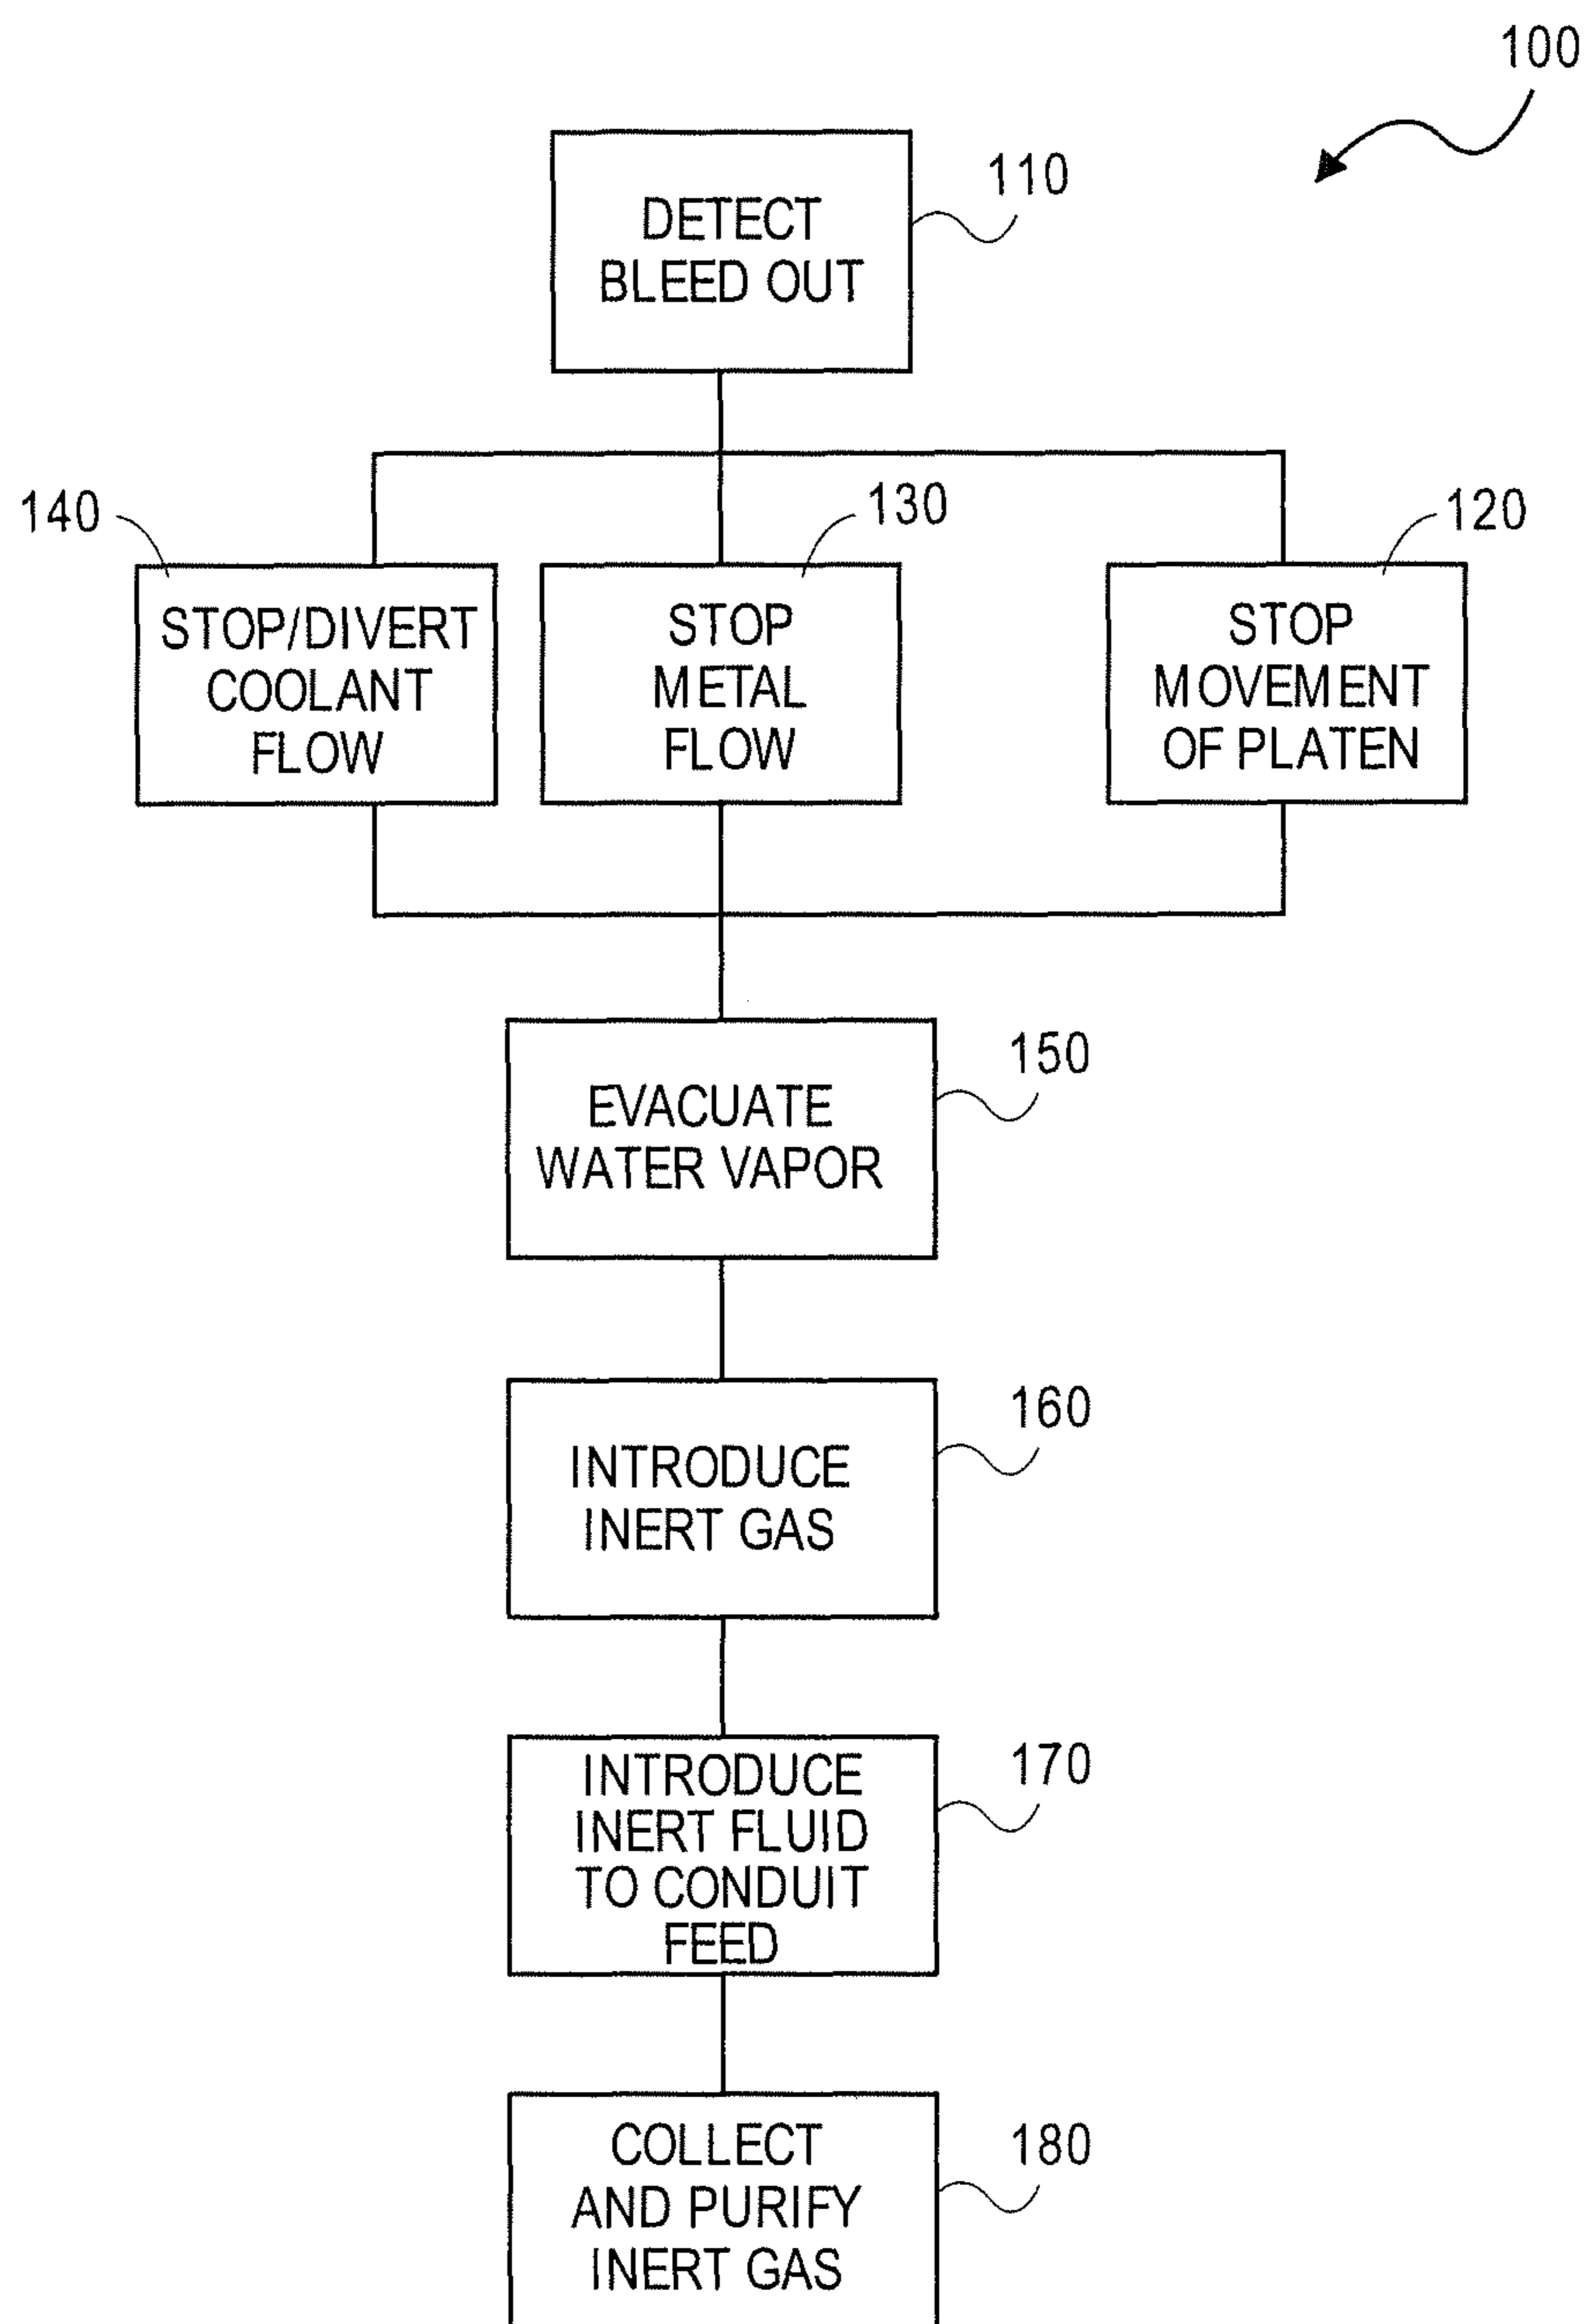 100
110
DETECT
BLEED OUT
140
130
120
STOP/DIVERT
COOLANT
FLOW
STOP
METAL
FLOW
STOP
MOVEMENT
OF PLATEN
150
EVACUATE
WATER VAPOR
160
INTRODUCE
INERT GAS
170
INTRODUCE
INERT FLUID
TO CONDUIT
FEED
180
COLLECT
AND PURIFY
INERT GAS